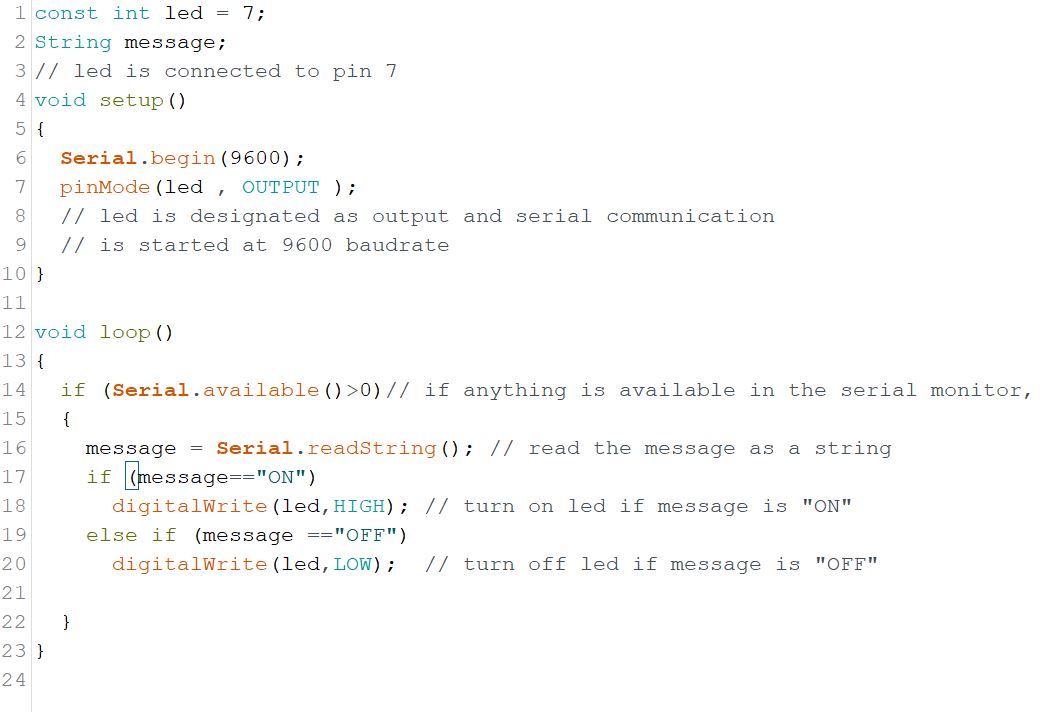 1 const int led = 7;
2 String message;
3 // led is connected to pin 7
4 void setup()
5 {
6   Serial.begin(9600);
7   pinMode(led , OUTPUT );
8   // led is designated as output and serial communication
9   // is started at 9600 baudrate
10 }
11
12 void loop()
13 {
14   if (Serial.available()>0)// if anything is available in the serial monitor,
15   {
16     message = Serial.readString(); // read the message as a string
17     if (message=="ON")
18       digitalWrite(led,HIGH); // turn on led if message is "ON"
19     else if (message =="OFF")
20       digitalWrite(led,LOW);  // turn off led if message is "OFF"
21
22   }
23 }
24